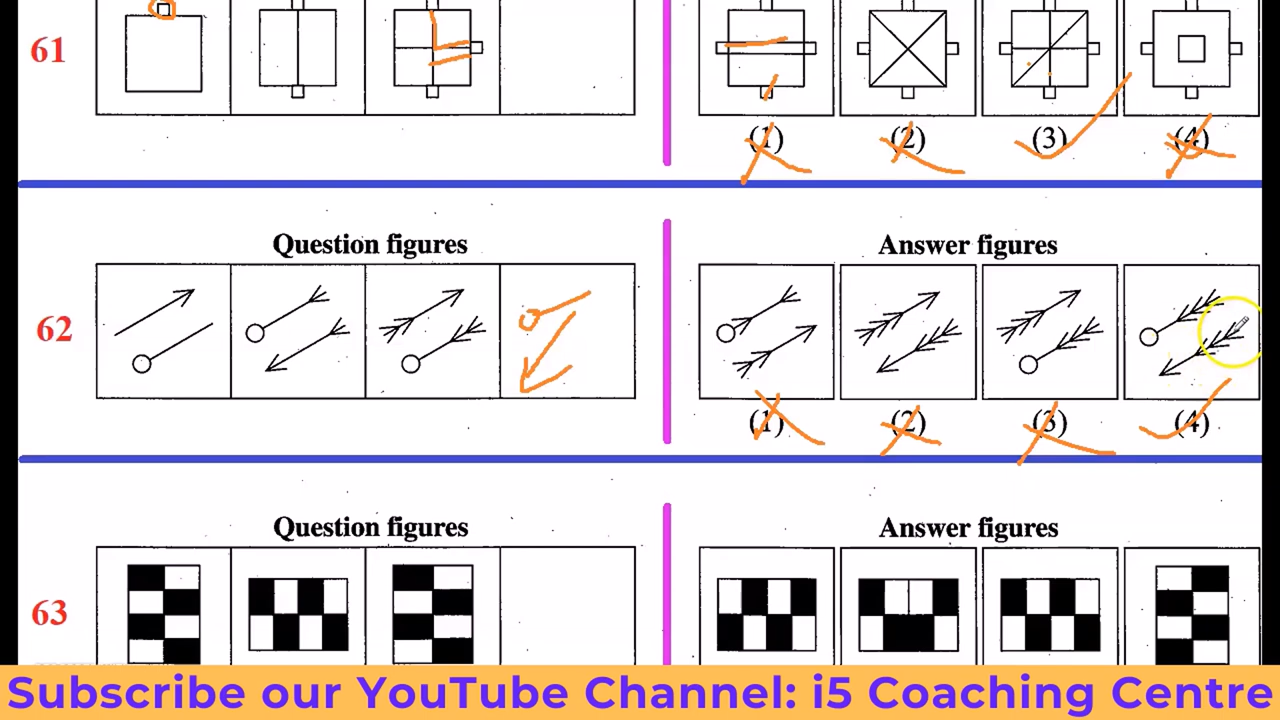 61
(1) (2) (3) (4)
Question figures Answer figures
62
(1) (2) (3) (4)
Question figures Answer figures
63
Subscribe our YouTube Channel: i5 Coaching Centre